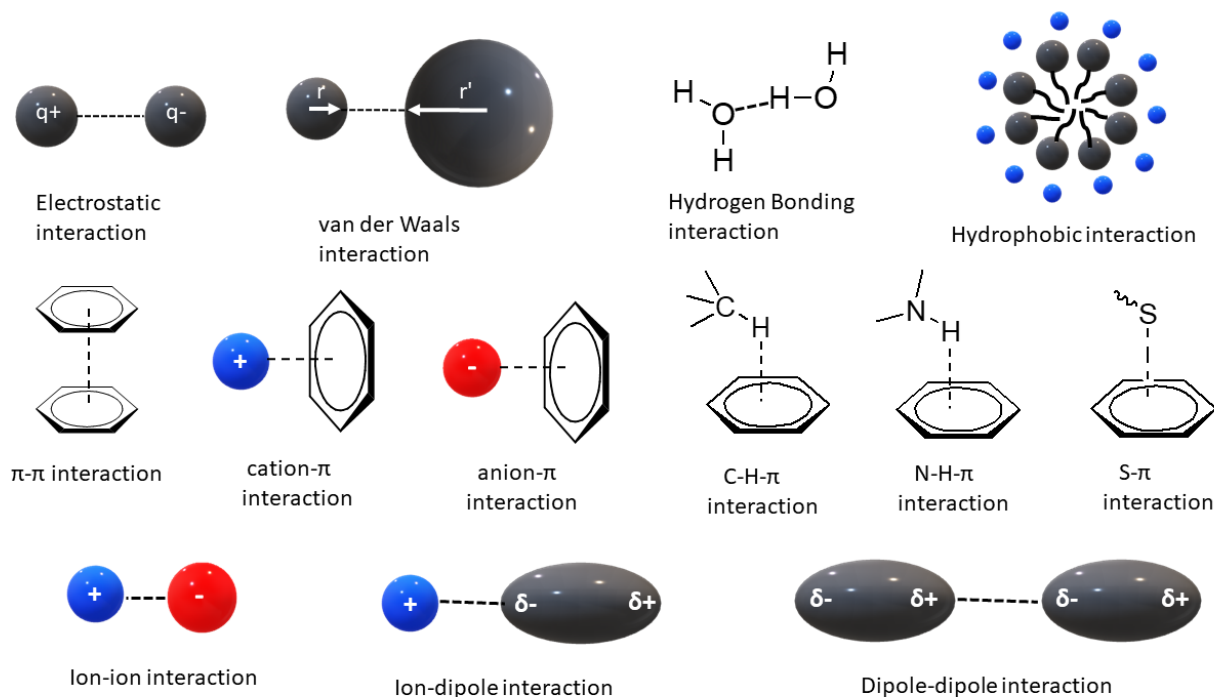 q+
q-
r
r'
H
O
H
H
O
H
Electrostatic
interaction
van der Waals
interaction
Hydrogen Bonding
interaction
Hydrophobic interaction
+
-
C
H
N
H
S
π-π interaction
cation-π
interaction
anion-π
interaction
C-H-π
interaction
N-H-π
interaction
S-π
interaction
+
-
+
δ-
δ+
δ-
δ+
δ-
δ+
Ion-ion interaction
Ion-dipole interaction
Dipole-dipole interaction